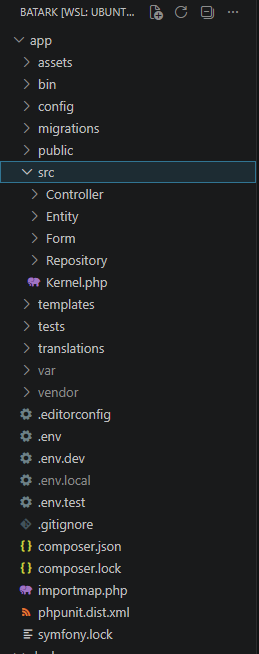 BATARK [WSL: UBUNT...
app
assets
bin
config
migrations
public
src
Controller
Entity
Form
Repository
Kernel.php
templates
tests
translations
var
vendor
.editorconfig
.env
.env.dev
.env.local
.env.test
.gitignore
composer.json
composer.lock
importmap.php
phpunit.dist.xml
symfony.lock